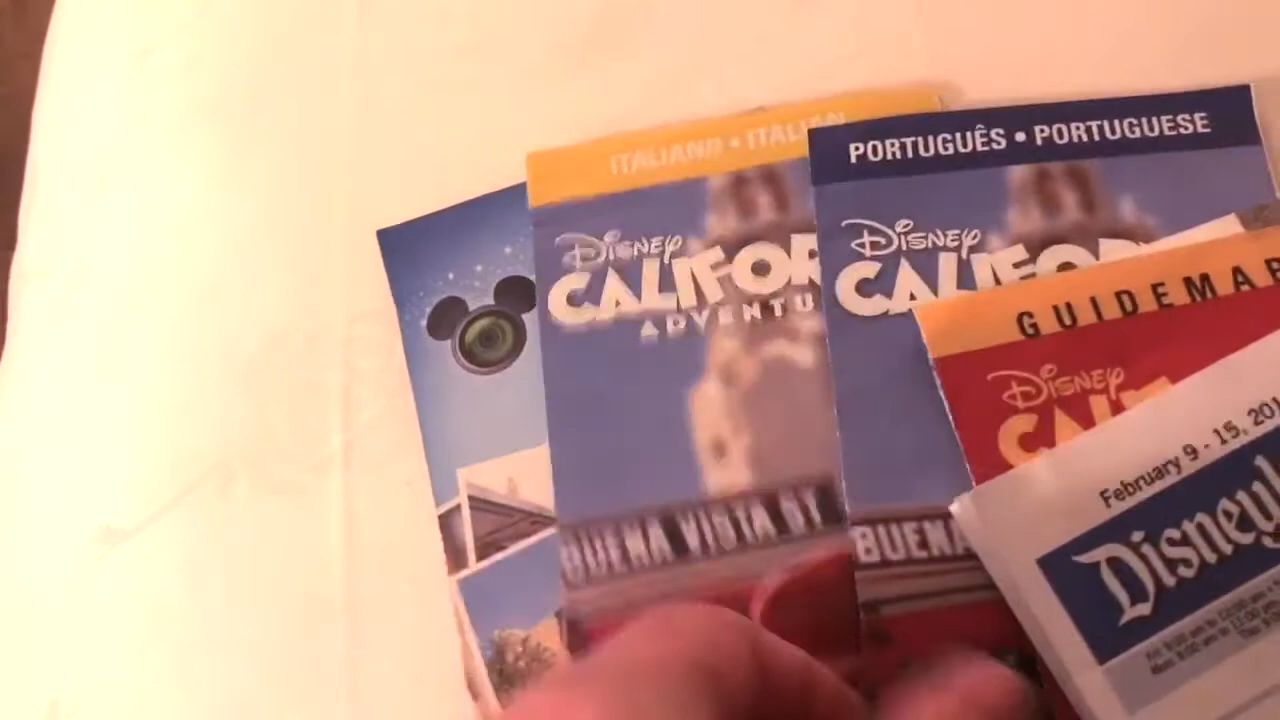 ITALIANO • ITALIAN
DISNEY
CALIFOR
ADVENTU
BUENA VISTA ST
PORTUGUÊS • PORTUGUESE
DISNEY
BUENA
GUIDEMAP
DISNEY
February 9 - 15, 201
Disneyl